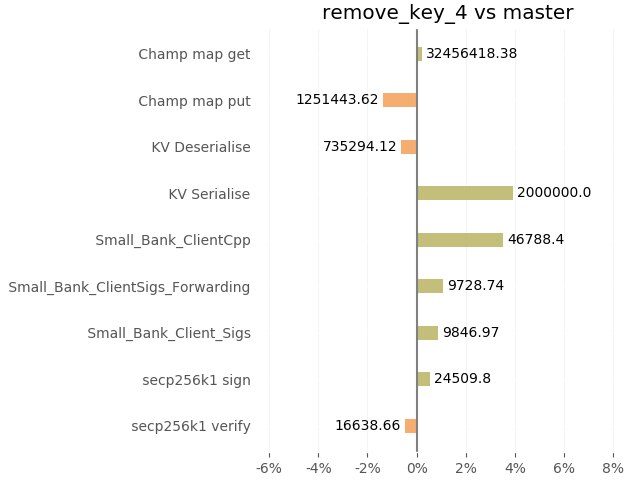 remove_key_4 vs master
Champ map get 32456418.38
Champ map put 1251443.62
KV Deserialise 735294.12
KV Serialise 2000000.0
Small_Bank_ClientCpp 46788.4
Small_Bank_ClientSigs_Forwarding 9728.74
Small_Bank_Client_Sigs 9846.97
secp256k1 sign 24509.8
secp256k1 verify 16638.66
-6% -4% -2% 0% 2% 4% 6% 8%